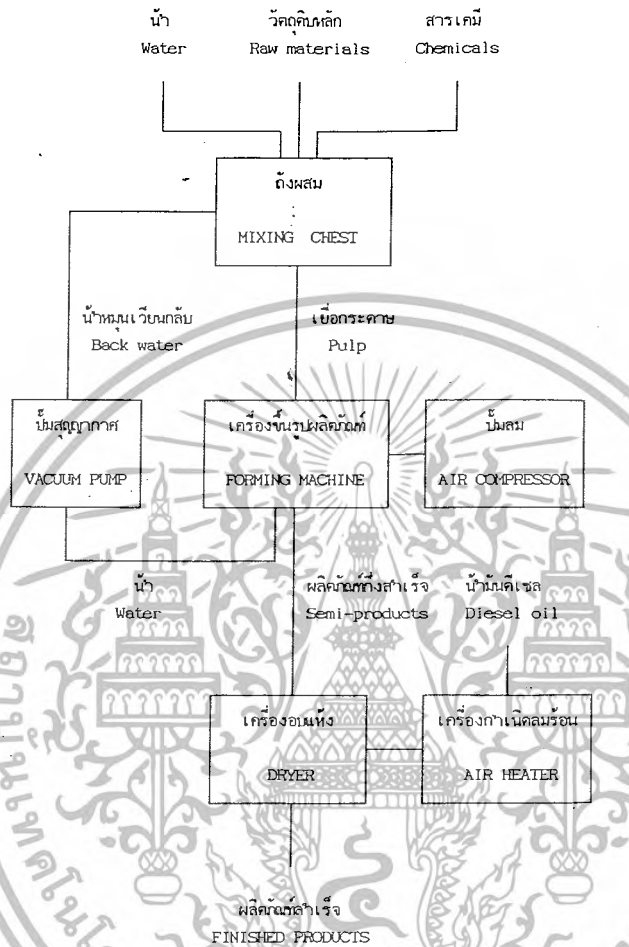 น้ำ
Water
วัตถุดิบหลัก
Raw materials
สารเคมี
Chemicals
ถังผสม
MIXING CHEST
น้ำหมุนเวียนกลับ
Back water
เยื่อกระดาษ
Pulp
ปั๊มสุญญากาศ
VACUUM PUMP
เครื่องขึ้นรูปผลิตภัณฑ์
FORMING MACHINE
ปั๊มลม
AIR COMPRESSOR
น้ำ
Water
ผลิตภัณฑ์กึ่งสำเร็จ
Semi-products
น้ำมันดีเซล
Diesel oil
เครื่องอบแห้ง
DRYER
เครื่องกำเนิดลมร้อน
AIR HEATER
ผลิตภัณฑ์สำเร็จ
FINISHED PRODUCTS